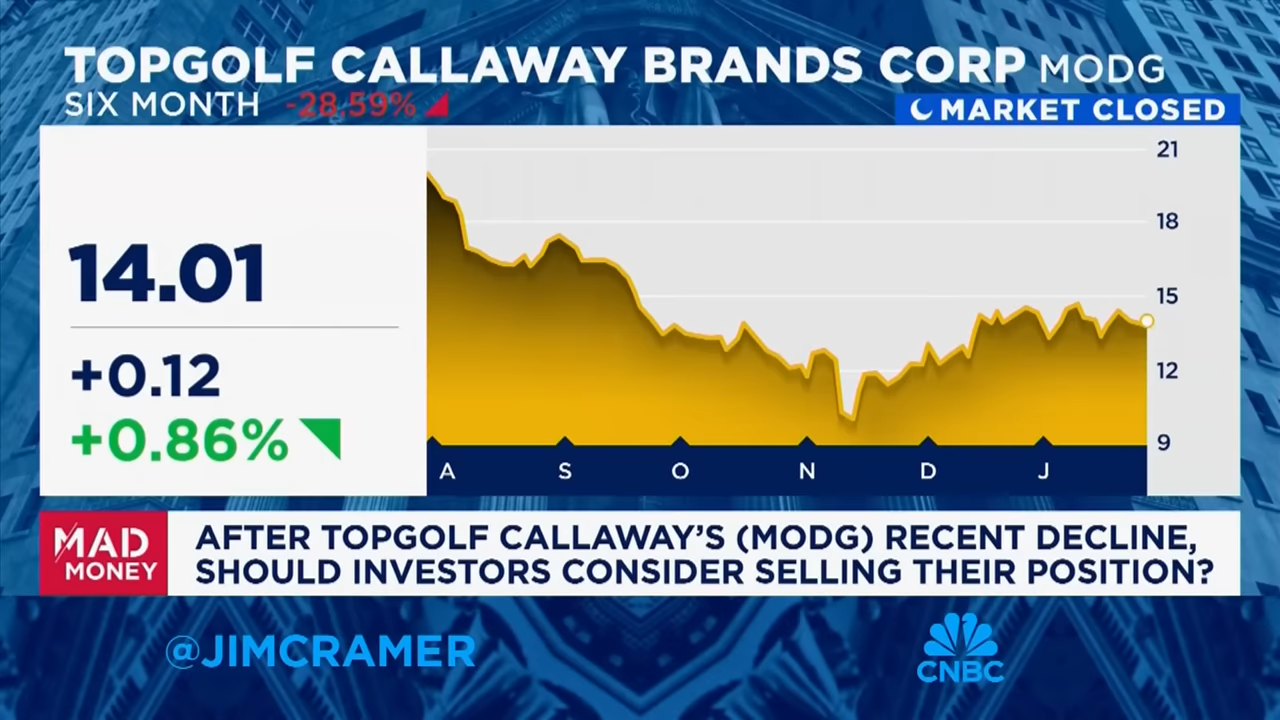 TOPGOLF CALLAWAY BRANDS CORP MODG
SIX MONTH -28.59%
MARKET CLOSED
14.01
+0.12
+0.86%
21
18
15
12
9
A S O N D J
MAD
MONEY
AFTER TOPGOLF CALLAWAY'S (MODG) RECENT DECLINE,
SHOULD INVESTORS CONSIDER SELLING THEIR POSITION?
@JIMCRAMER
CNBC